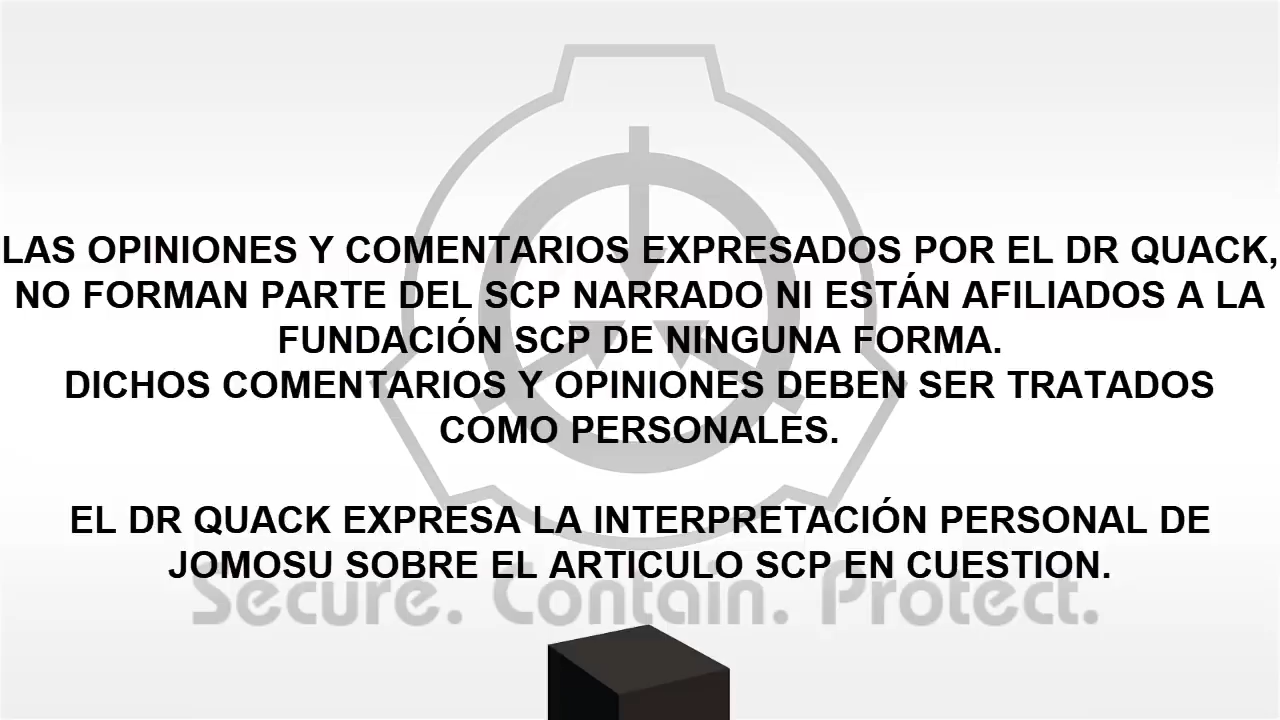 LAS OPINIONES Y COMENTARIOS EXPRESADOS POR EL DR QUACK,
NO FORMAN PARTE DEL SCP NARRADO NI ESTÁN AFILIADOS A LA
FUNDACIÓN SCP DE NINGUNA FORMA.
DICHOS COMENTARIOS Y OPINIONES DEBEN SER TRATADOS
COMO PERSONALES.
EL DR QUACK EXPRESA LA INTERPRETACIÓN PERSONAL DE
JOMOSU SOBRE EL ARTICULO SCP EN CUESTION.
Secure. Contain. Protect.